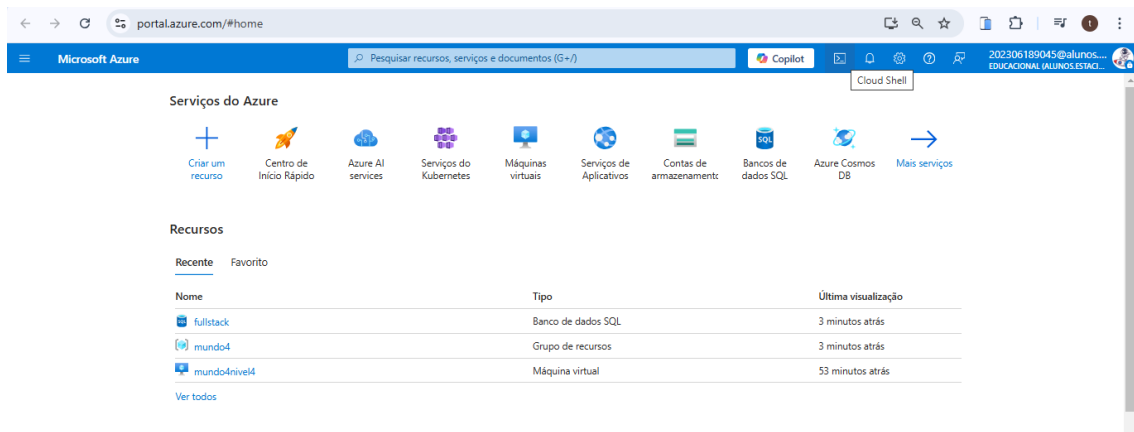 portal.azure.com/#home
t
Microsoft Azure
Pesquisar recursos, serviços e documentos (G+/)
Copilot
202306189045@alunos....
EDUCACIONAL (ALUNOS.ESTACI...
Cloud Shell
Serviços do Azure
Criar um recurso
Centro de Início Rápido
Azure AI services
Serviços do Kubernetes
Máquinas virtuais
Serviços de Aplicativos
Contas de armazenamento
Bancos de dados SQL
Azure Cosmos DB
Mais serviços
Recursos
Recente Favorito
Nome Tipo Última visualização
fullstack Banco de dados SQL 3 minutos atrás
mundo4 Grupo de recursos 3 minutos atrás
mundo4nivel4 Máquina virtual 53 minutos atrás
Ver todos